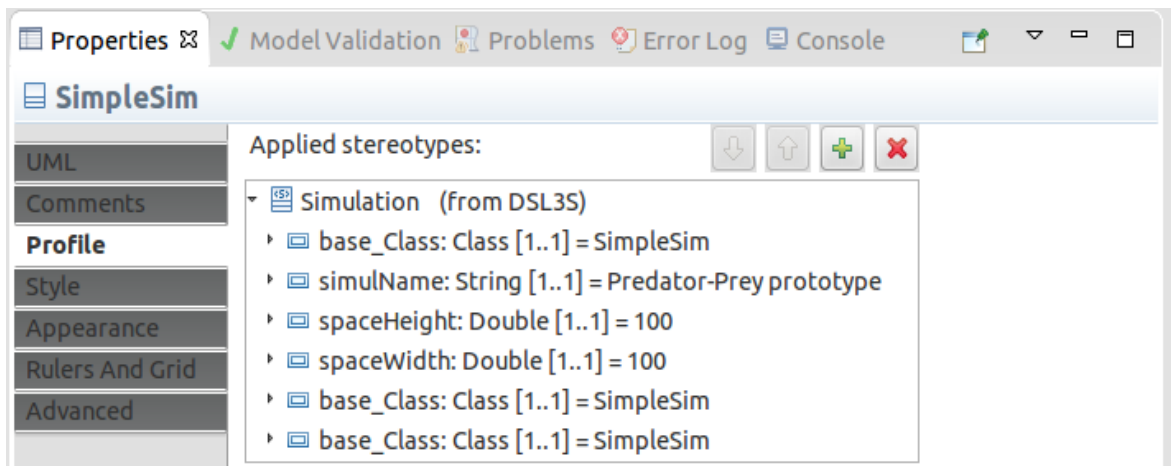 Properties Model Validation Problems Error Log Console
SimpleSim
Applied stereotypes:
UML
Comments
Profile
Style
Appearance
Rulers And Grid
Advanced
<S>
Simulation (from DSL3S)
base_Class: Class [1..1] = SimpleSim
simulName: String [1..1] = Predator-Prey prototype
spaceHeight: Double [1..1] = 100
spaceWidth: Double [1..1] = 100
base_Class: Class [1..1] = SimpleSim
base_Class: Class [1..1] = SimpleSim